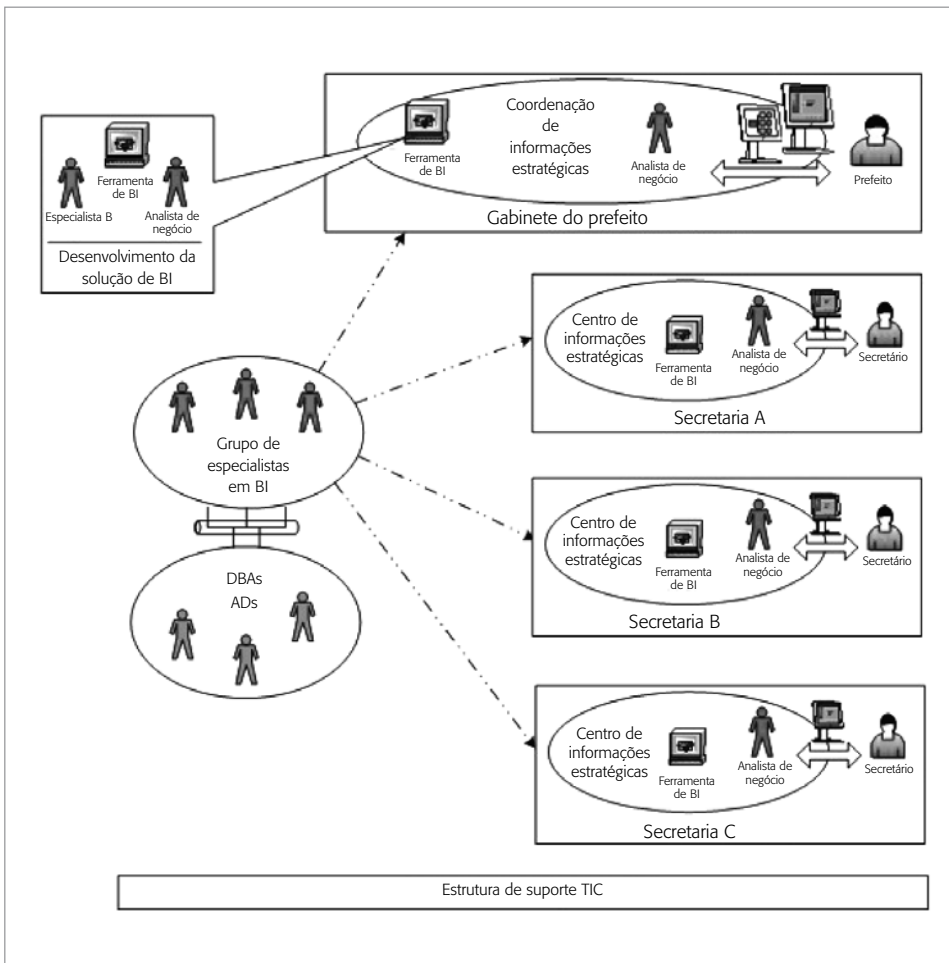 Coordenação
de
informações
estratégicas
Ferramenta
de BI
Analista de
negócio
Prefeito
Gabinete do prefeito
Ferramenta
de BI
Especialista B
Analista de
negócio
Desenvolvimento da
solução de BI
Centro de
informações
estratégicas
Ferramenta
de BI
Analista de
negócio
Secretário
Secretaria A
Grupo de
especialistas
em BI
Centro de
informações
estratégicas
Ferramenta
de BI
Analista de
negócio
Secretário
Secretaria B
DBAs
ADs
Centro de
informações
estratégicas
Ferramenta
de BI
Analista de
negócio
Secretário
Secretaria C
Estrutura de suporte TIC